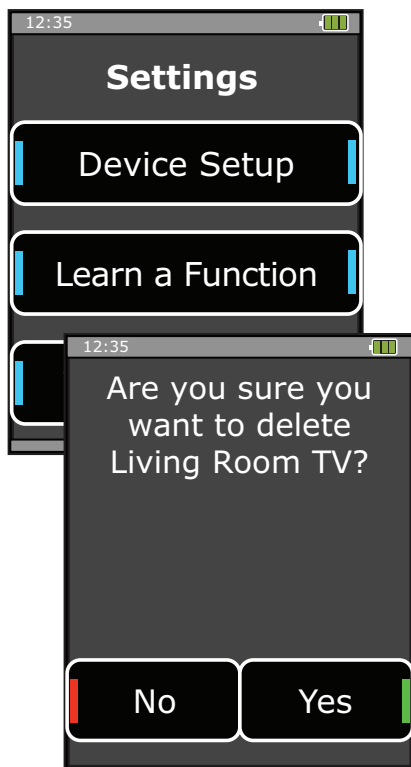 12:35
Settings
Device Setup
Learn a Function
12:35
Are you sure you
want to delete
Living Room TV?
No
Yes